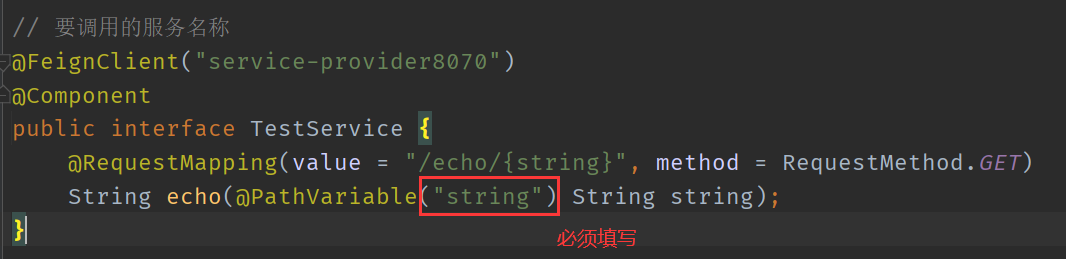 // 要调用的服务名称
@FeignClient("service-provider8070")
@Component
public interface TestService {
@RequestMapping(value = "/echo/{string}", method = RequestMethod.GET)
String echo(@PathVariable("string") String string);
}
必须填写